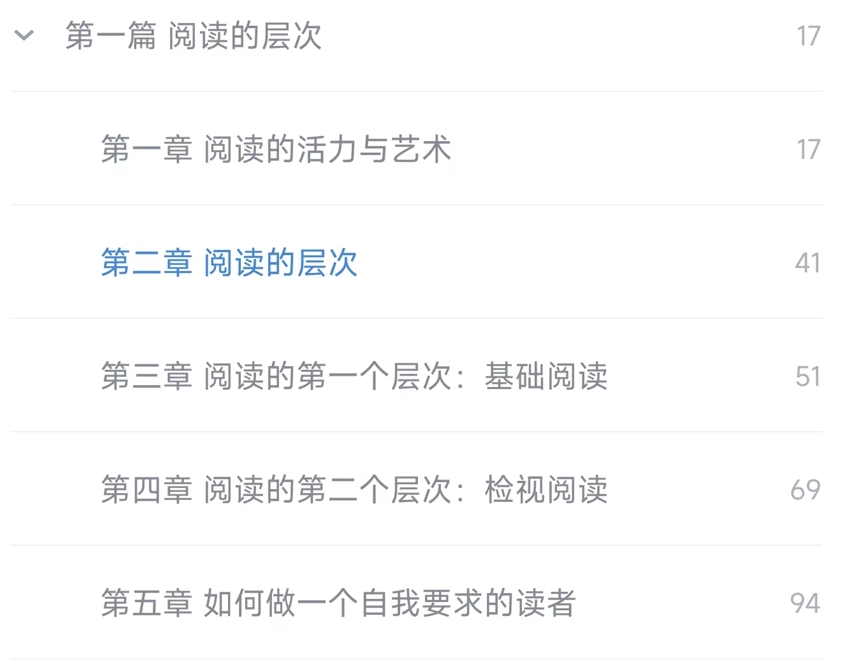 第一篇 阅读的层次 17
第一章 阅读的活力与艺术 17
第二章 阅读的层次 41
第三章 阅读的第一个层次：基础阅读 51
第四章 阅读的第二个层次：检视阅读 69
第五章 如何做一个自我要求的读者 94